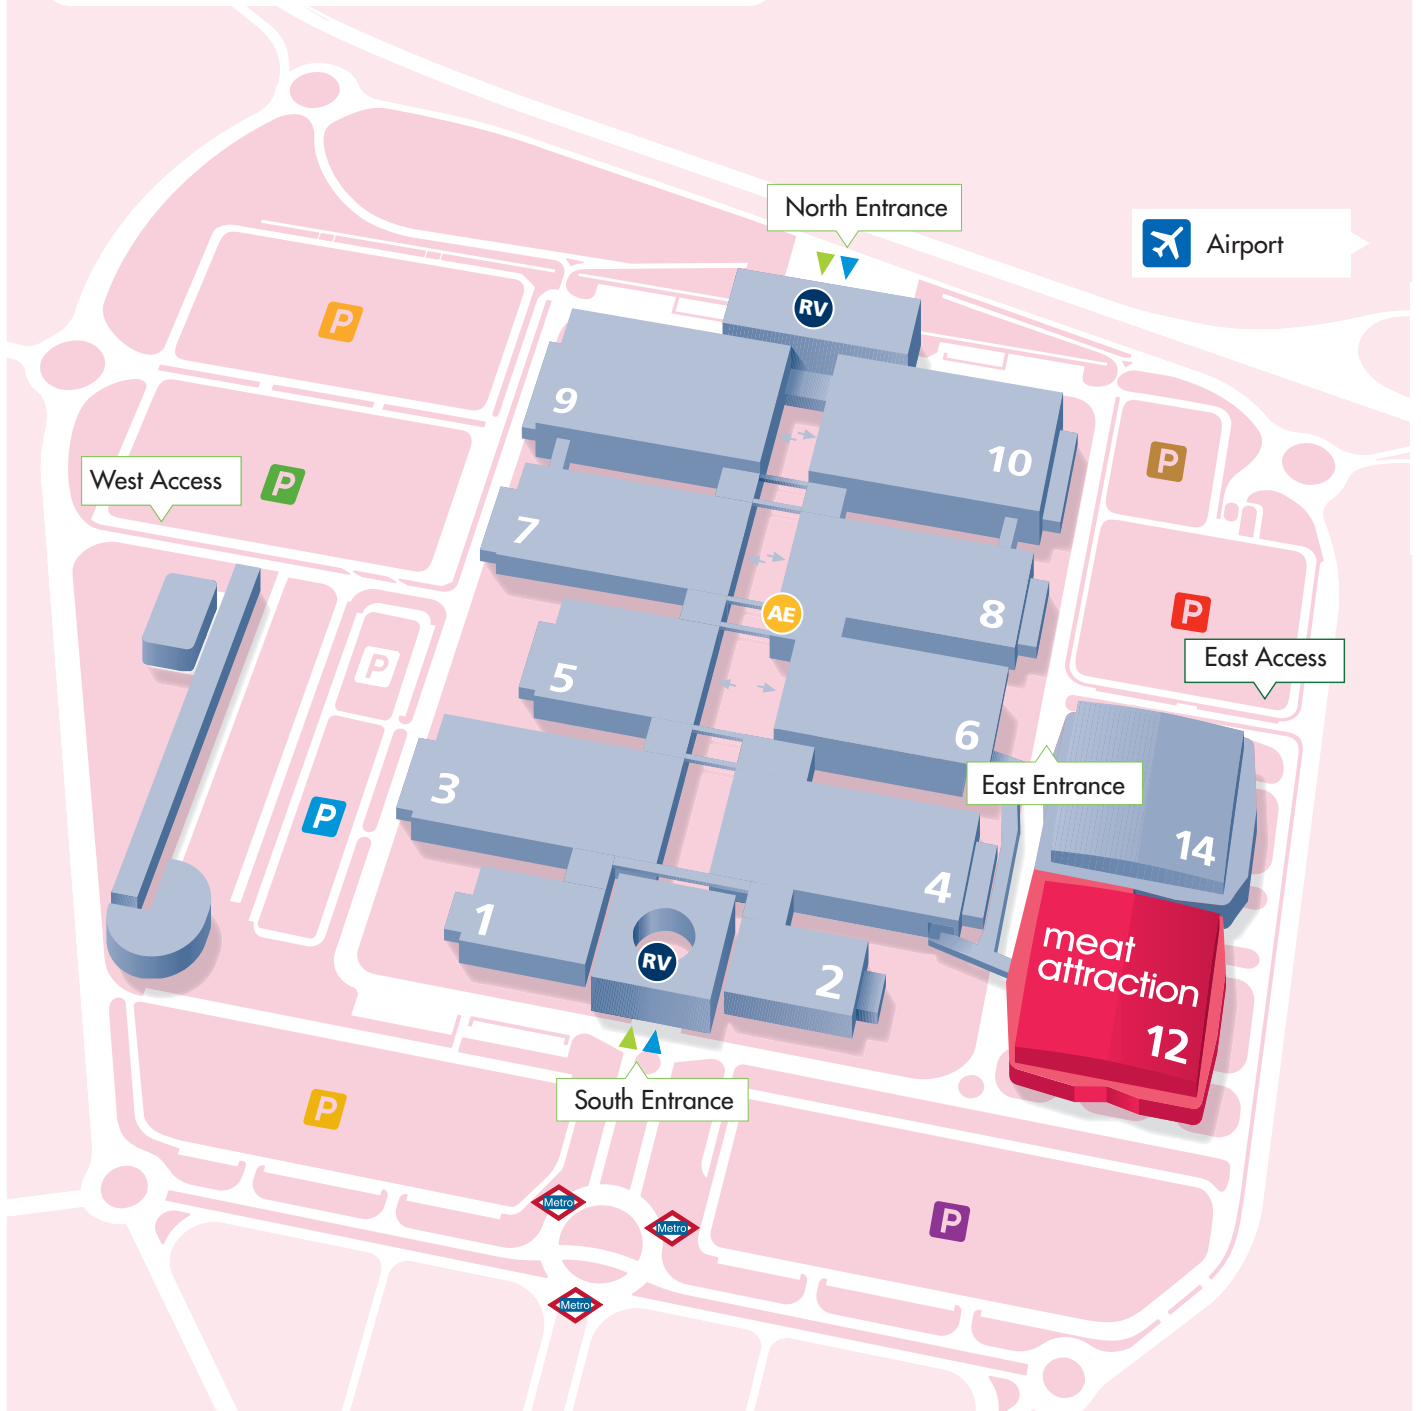 North Entrance
Airport
RV
P
9
10
West Access
P
P
7
AE
8
P
East Access
5
P
6
East Entrance
3
P
14
4
1
meat
attraction
RV
2
12
South Entrance
P
Metro
Metro
P
Metro